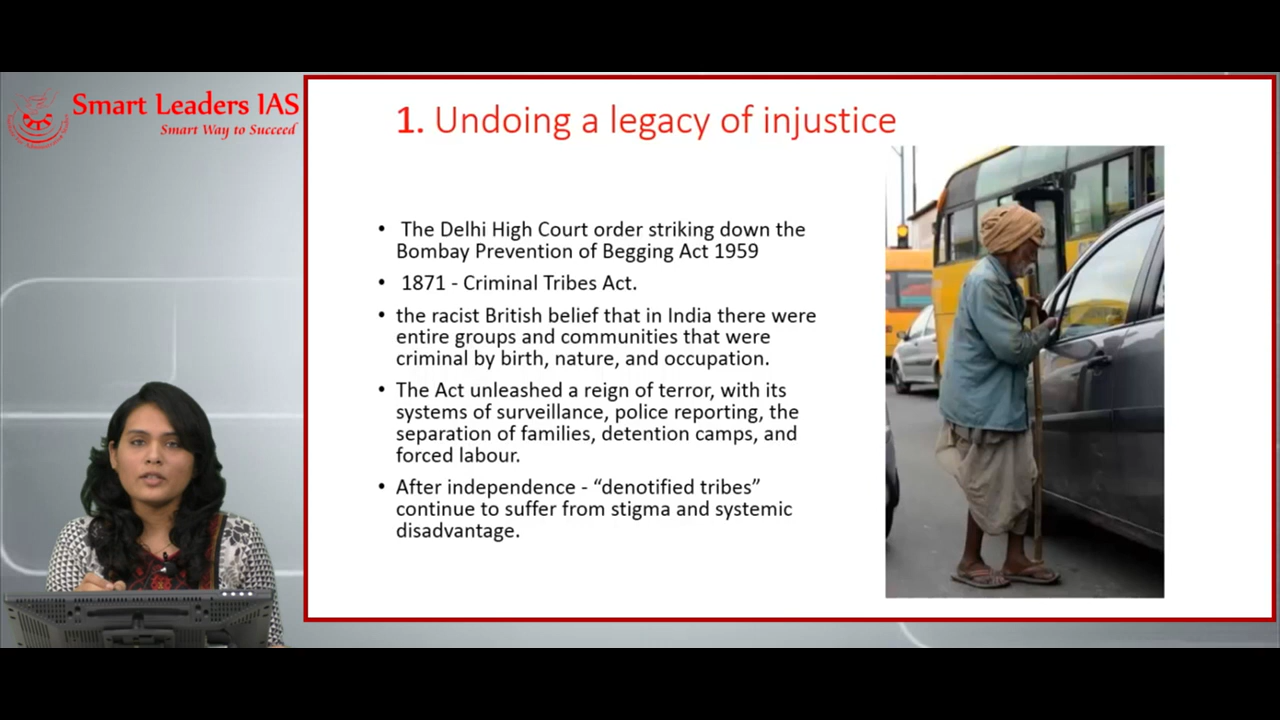 Smart Leaders IAS
Smart Way to Succeed
1. Undoing a legacy of injustice
• The Delhi High Court order striking down the
Bombay Prevention of Begging Act 1959
• 1871 - Criminal Tribes Act.
• the racist British belief that in India there were
entire groups and communities that were
criminal by birth, nature, and occupation.
• The Act unleashed a reign of terror, with its
systems of surveillance, police reporting, the
separation of families, detention camps, and
forced labour.
• After independence - “denotified tribes”
continue to suffer from stigma and systemic
disadvantage.